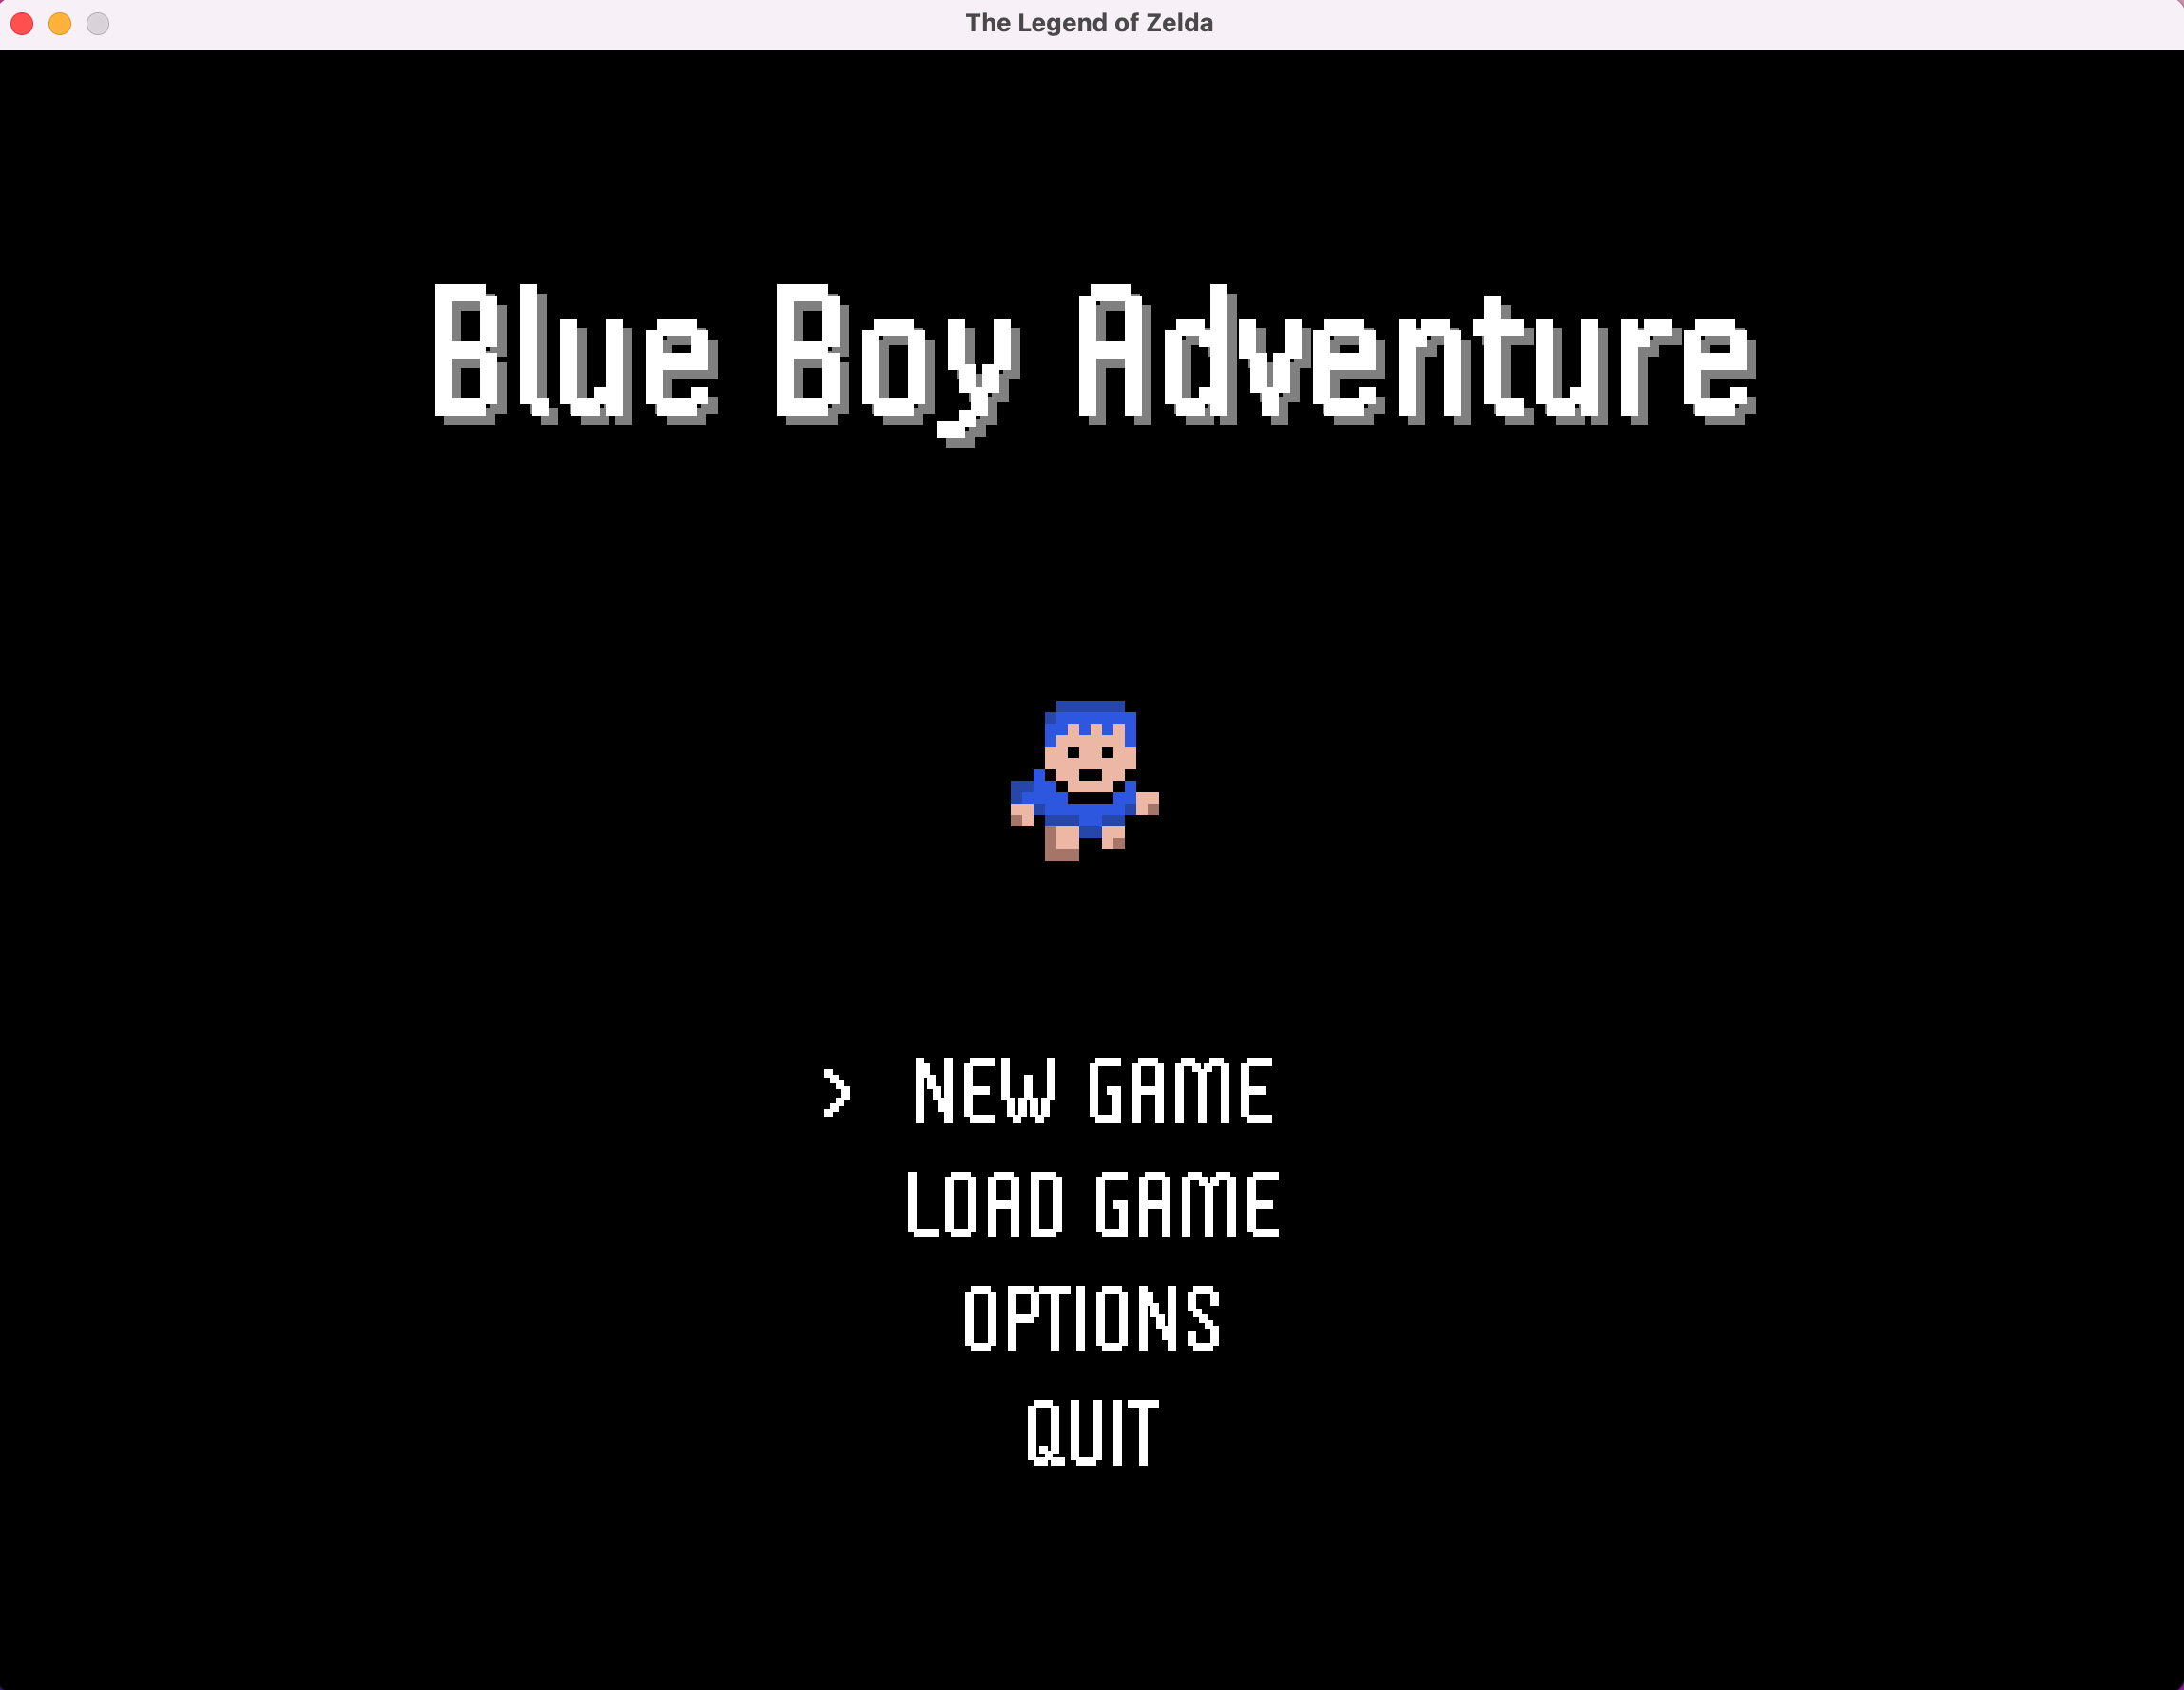 The Legend of Zelda
Blue Boy Adventure
> NEW GAME
LOAD GAME
OPTIONS
QUIT